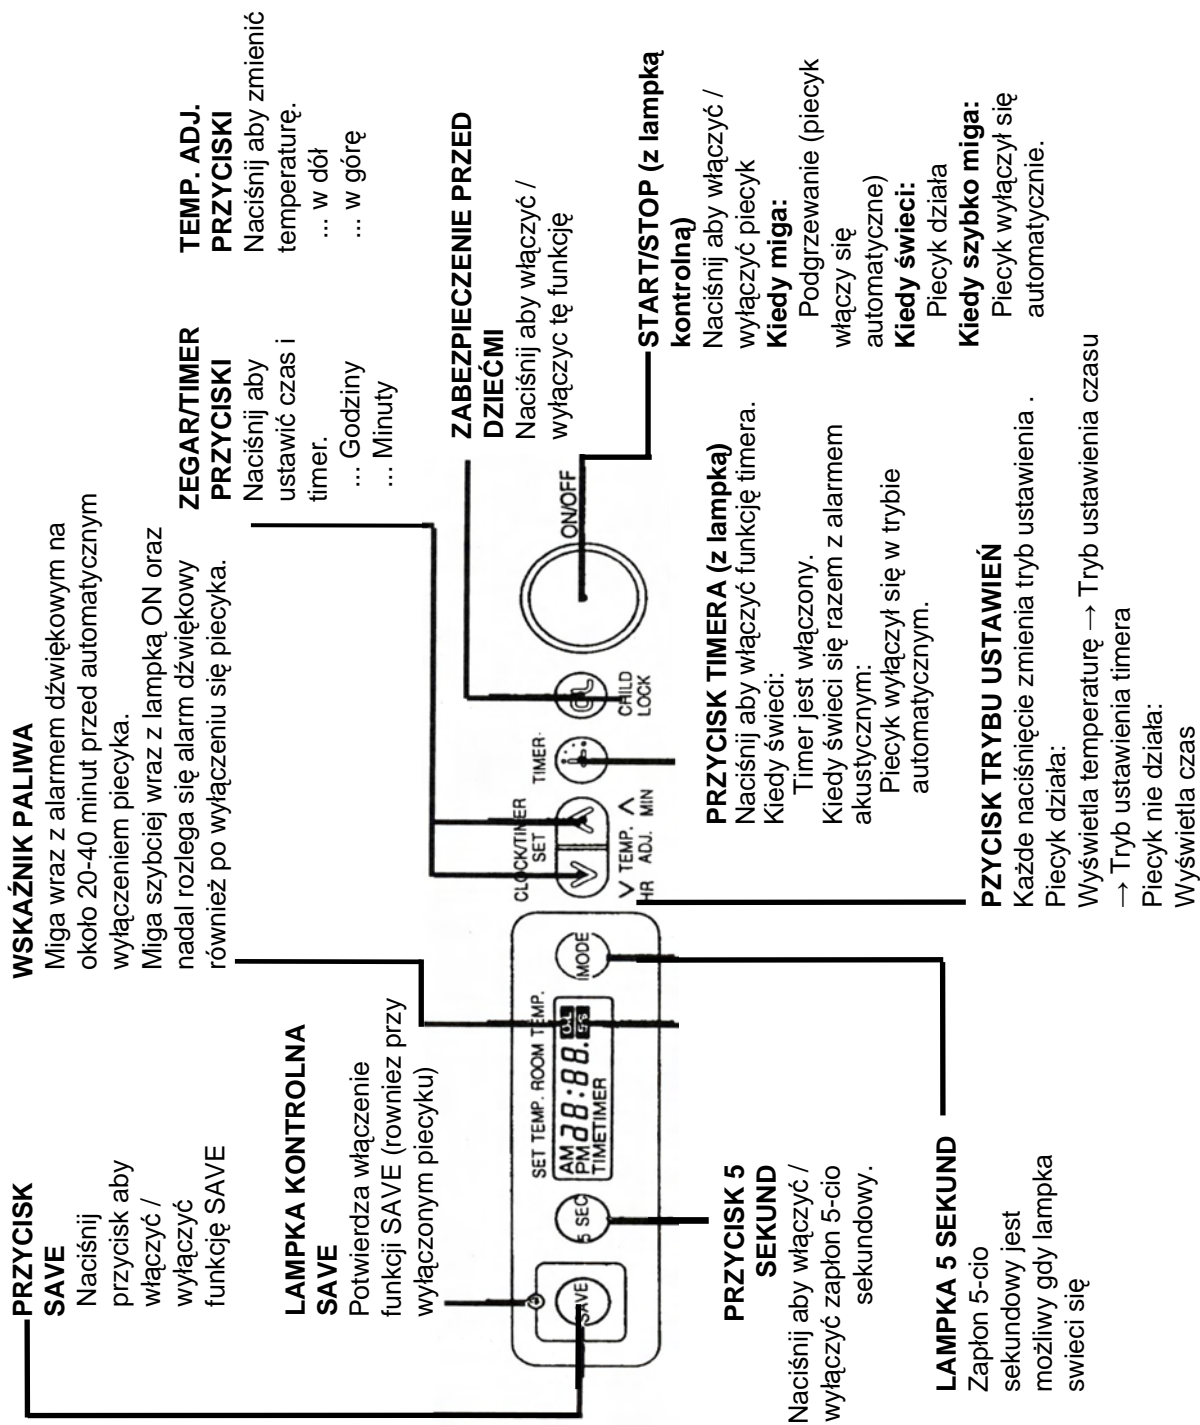 PRZYCISK
SAVE
Naciśnij
przycisk aby
włączyć /
wyłączyć
funkcję SAVE
LAMPKA KONTROLNA
SAVE
Potwierdza włączenie
funkcji SAVE (rowniez przy
wyłączonym piecyku)
WSKAŹNIK PALIWA
Miga wraz z alarmem dźwiękowym na
około 20-40 minut przed automatycznym
wyłączeniem piecyka.
Miga szybciej wraz z lampką ON oraz
nadal rozlega się alarm dźwiękowy
również po wyłączeniu się piecyka.
ZEGAR/TIMER
PRZYCISKI
Naciśnij aby
ustawić czas i
timer.
... Godziny
... Minuty
TEMP. ADJ.
PRZYCISKI
Naciśnij aby zmienić
temperaturę.
... w dół
... w górę
ZABEZPIECZENIE PRZED
DZIEĆMI
Naciśnij aby włączyć /
wyłączyc tę funkcję
SAVE
5 SEC
SET TEMP. ROOM TEMP.
AM
PM
88:88.
TIMETIMER
MODE
CLOCK/TIMER
SET
∨ TEMP. ∧
HR ADJ. MIN
TIMER
CHILD
LOCK
ON/OFF
PRZYCISK 5
SEKUND
Naciśnij aby włączyć /
wyłączyć zapłon 5-cio
sekundowy.
LAMPKA 5 SEKUND
Zapłon 5-cio
sekundowy jest
możliwy gdy lampka
swieci się
PRZYCISK TIMERA (z lampką)
Naciśnij aby włączyć funkcję timera.
Kiedy świeci:
Timer jest włączony.
Kiedy świeci się razem z alarmem
akustycznym:
Piecyk wyłączył się w trybie
automatycznym.
PZYCISK TRYBU USTAWIEŃ
Każde naciśnięcie zmienia tryb ustawienia .
Piecyk działa:
Wyświetla temperaturę → Tryb ustawienia czasu
→ Tryb ustawienia timera
Piecyk nie działa:
Wyświetla czas
START/STOP (z lampką
kontrolną)
Naciśnij aby włączyć /
wyłączyć piecyk
Kiedy miga:
Podgrzewanie (piecyk
włączy się
automatyczne)
Kiedy świeci:
Piecyk działa
Kiedy szybko miga:
Piecyk wyłączył się
automatycznie.